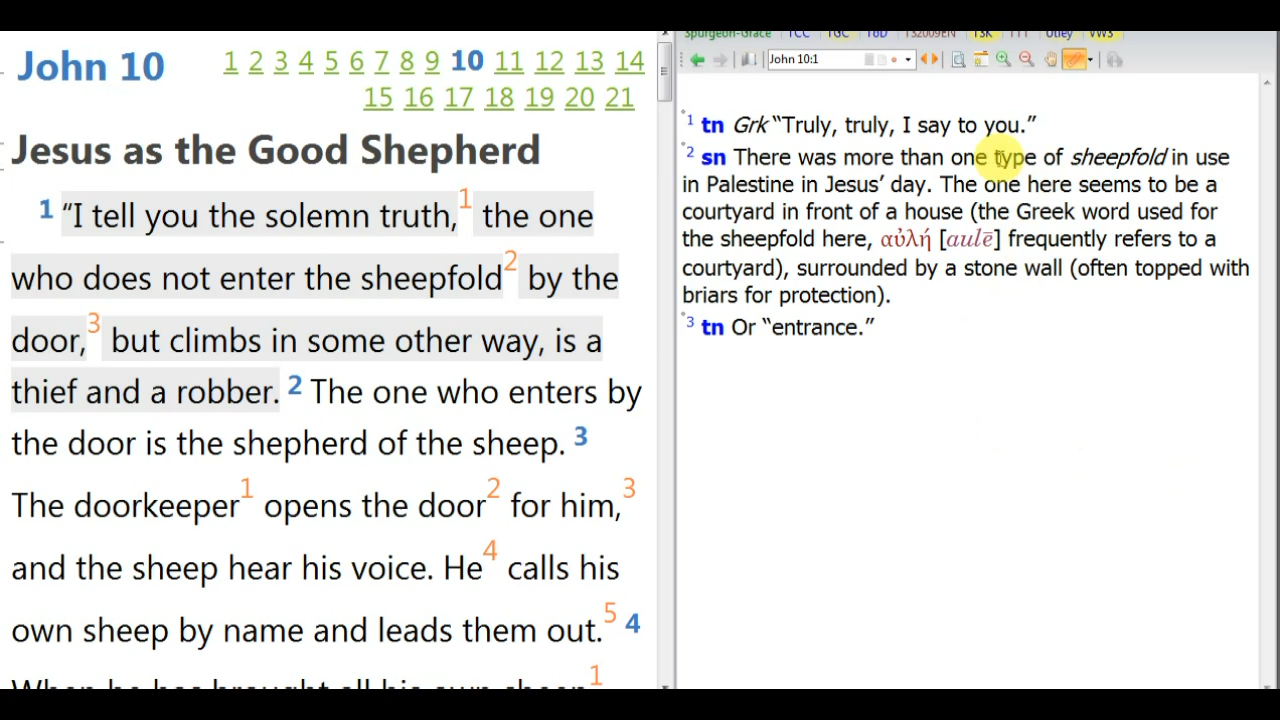 John 10
1 2 3 4 5 6 7 8 9 10 11 12 13 14
15 16 17 18 19 20 21
Jesus as the Good Shepherd
1 “I tell you the solemn truth,1 the one
who does not enter the sheepfold2 by the
door,3 but climbs in some other way, is a
thief and a robber. 2 The one who enters by
the door is the shepherd of the sheep. 3
The doorkeeper1 opens the door2 for him,3
and the sheep hear his voice. He4 calls his
own sheep by name and leads them out.5 4
When he has brought all his own sheep1
Spurgeon-Grace TCC TGC TSK TTT Utley VWS
John 10:1
*1 tn Grk “Truly, truly, I say to you.”
*2 sn There was more than one type of sheepfold in use
in Palestine in Jesus’ day. The one here seems to be a
courtyard in front of a house (the Greek word used for
the sheepfold here, αὐλή [aulē] frequently refers to a
courtyard), surrounded by a stone wall (often topped with
briars for protection).
*3 tn Or “entrance.”